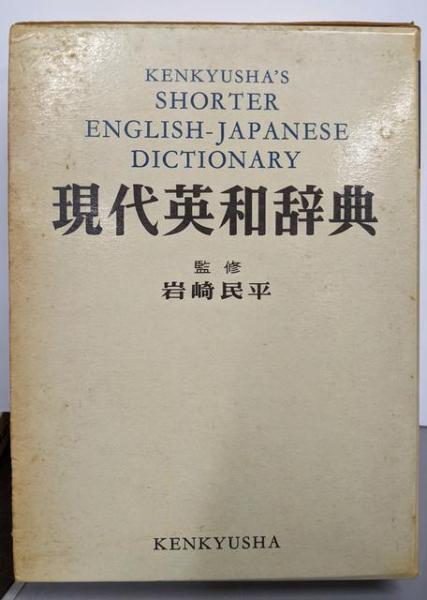 KENKYUSHA'S
SHORTER
ENGLISH-JAPANESE
DICTIONARY
現代英和辞典
監修
岩崎民平
KENKYUSHA